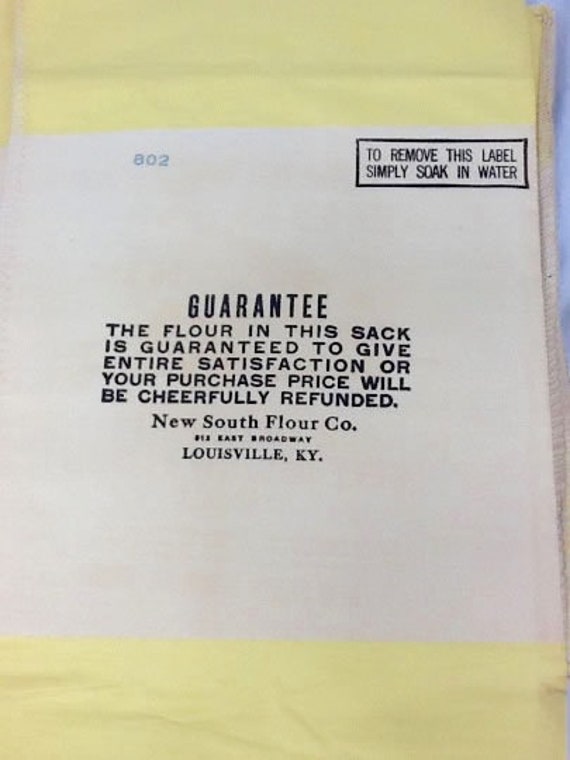 802
TO REMOVE THIS LABEL
SIMPLY SOAK IN WATER
GUARANTEE
THE FLOUR IN THIS SACK
IS GUARANTEED TO GIVE
ENTIRE SATISFACTION OR
YOUR PURCHASE PRICE WILL
BE CHEERFULLY REFUNDED.
New South Flour Co.
EAST BROADWAY
LOUISVILLE, KY.